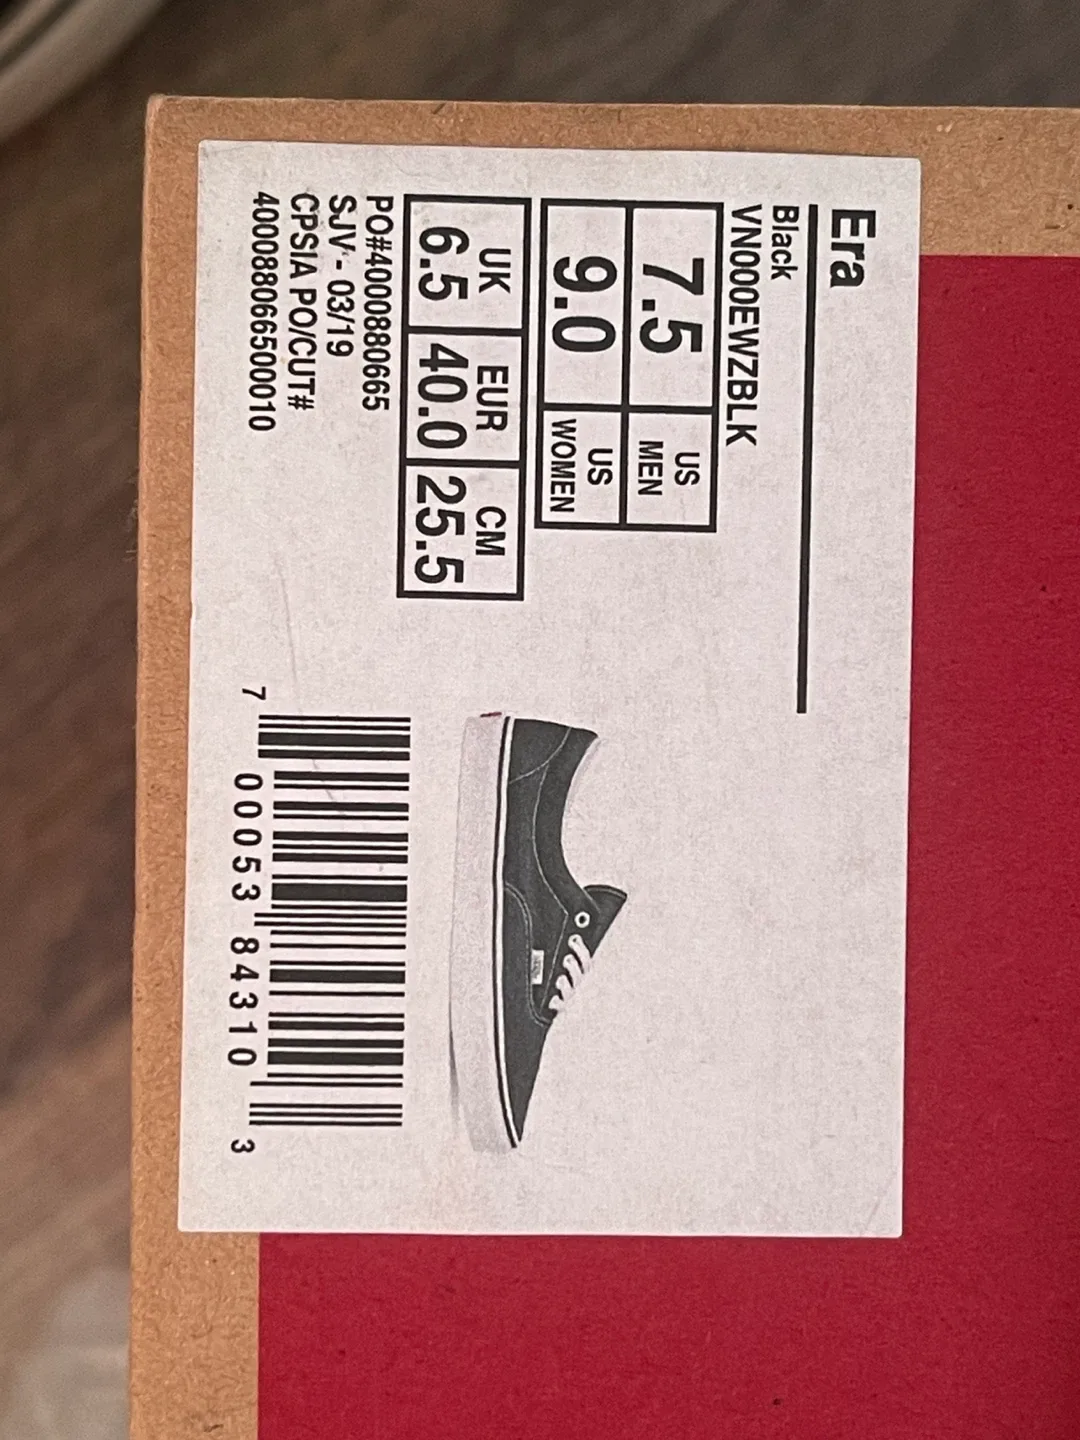 Era
Black
VN000EWZBLK
7.5 US MEN
9.0 US WOMEN
UK EUR CM
6.5 40.0 25.5
PO#4000880665
SJV - 03/19
CPSIA PO/CUT#
400088066500010
7 00053 84310 3